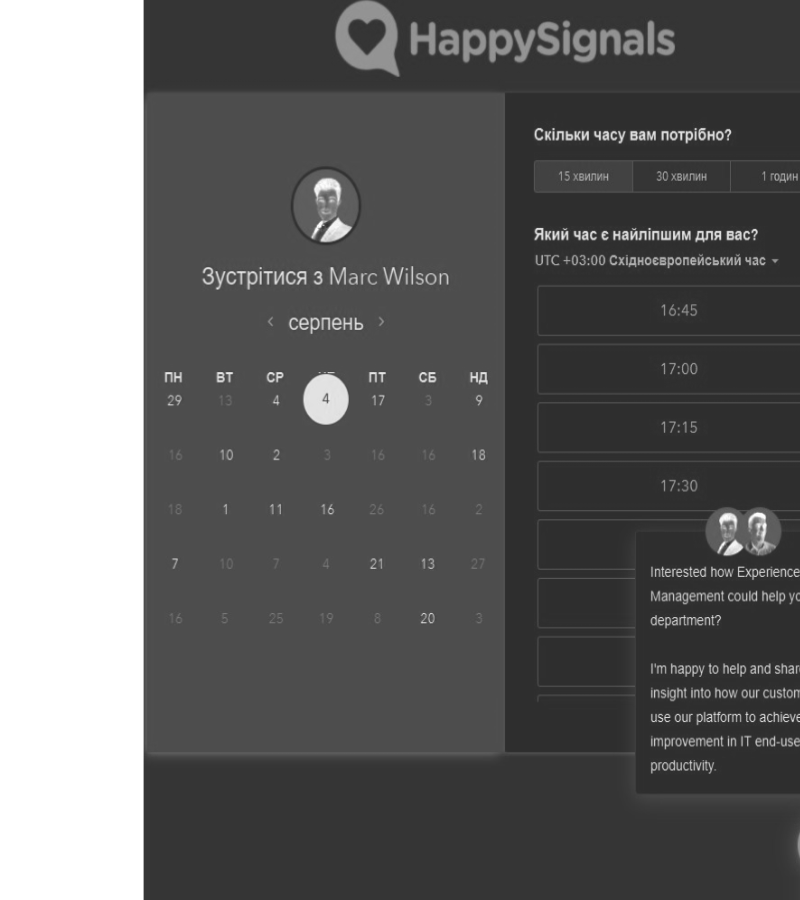 HappySignals
Зустрітися з Marc Wilson
серпень
ПН ВТ СР ПТ СБ НД
29 13 4 4 17 3 9
16 10 2 3 16 16 18
18 1 11 16 26 16 2
7 10 7 4 21 13 27
16 5 25 19 8 20 3
Скільки часу вам потрібно?
15 хвилин 30 хвилин 1 годин
Який час є найліпшим для вас?
UTC +03:00 Східноєвропейський час
16:45
17:00
17:15
17:30
Interested how Experience
Management could help yo
department?
I'm happy to help and shar
insight into how our custom
use our platform to achieve
improvement in IT end-use
productivity.